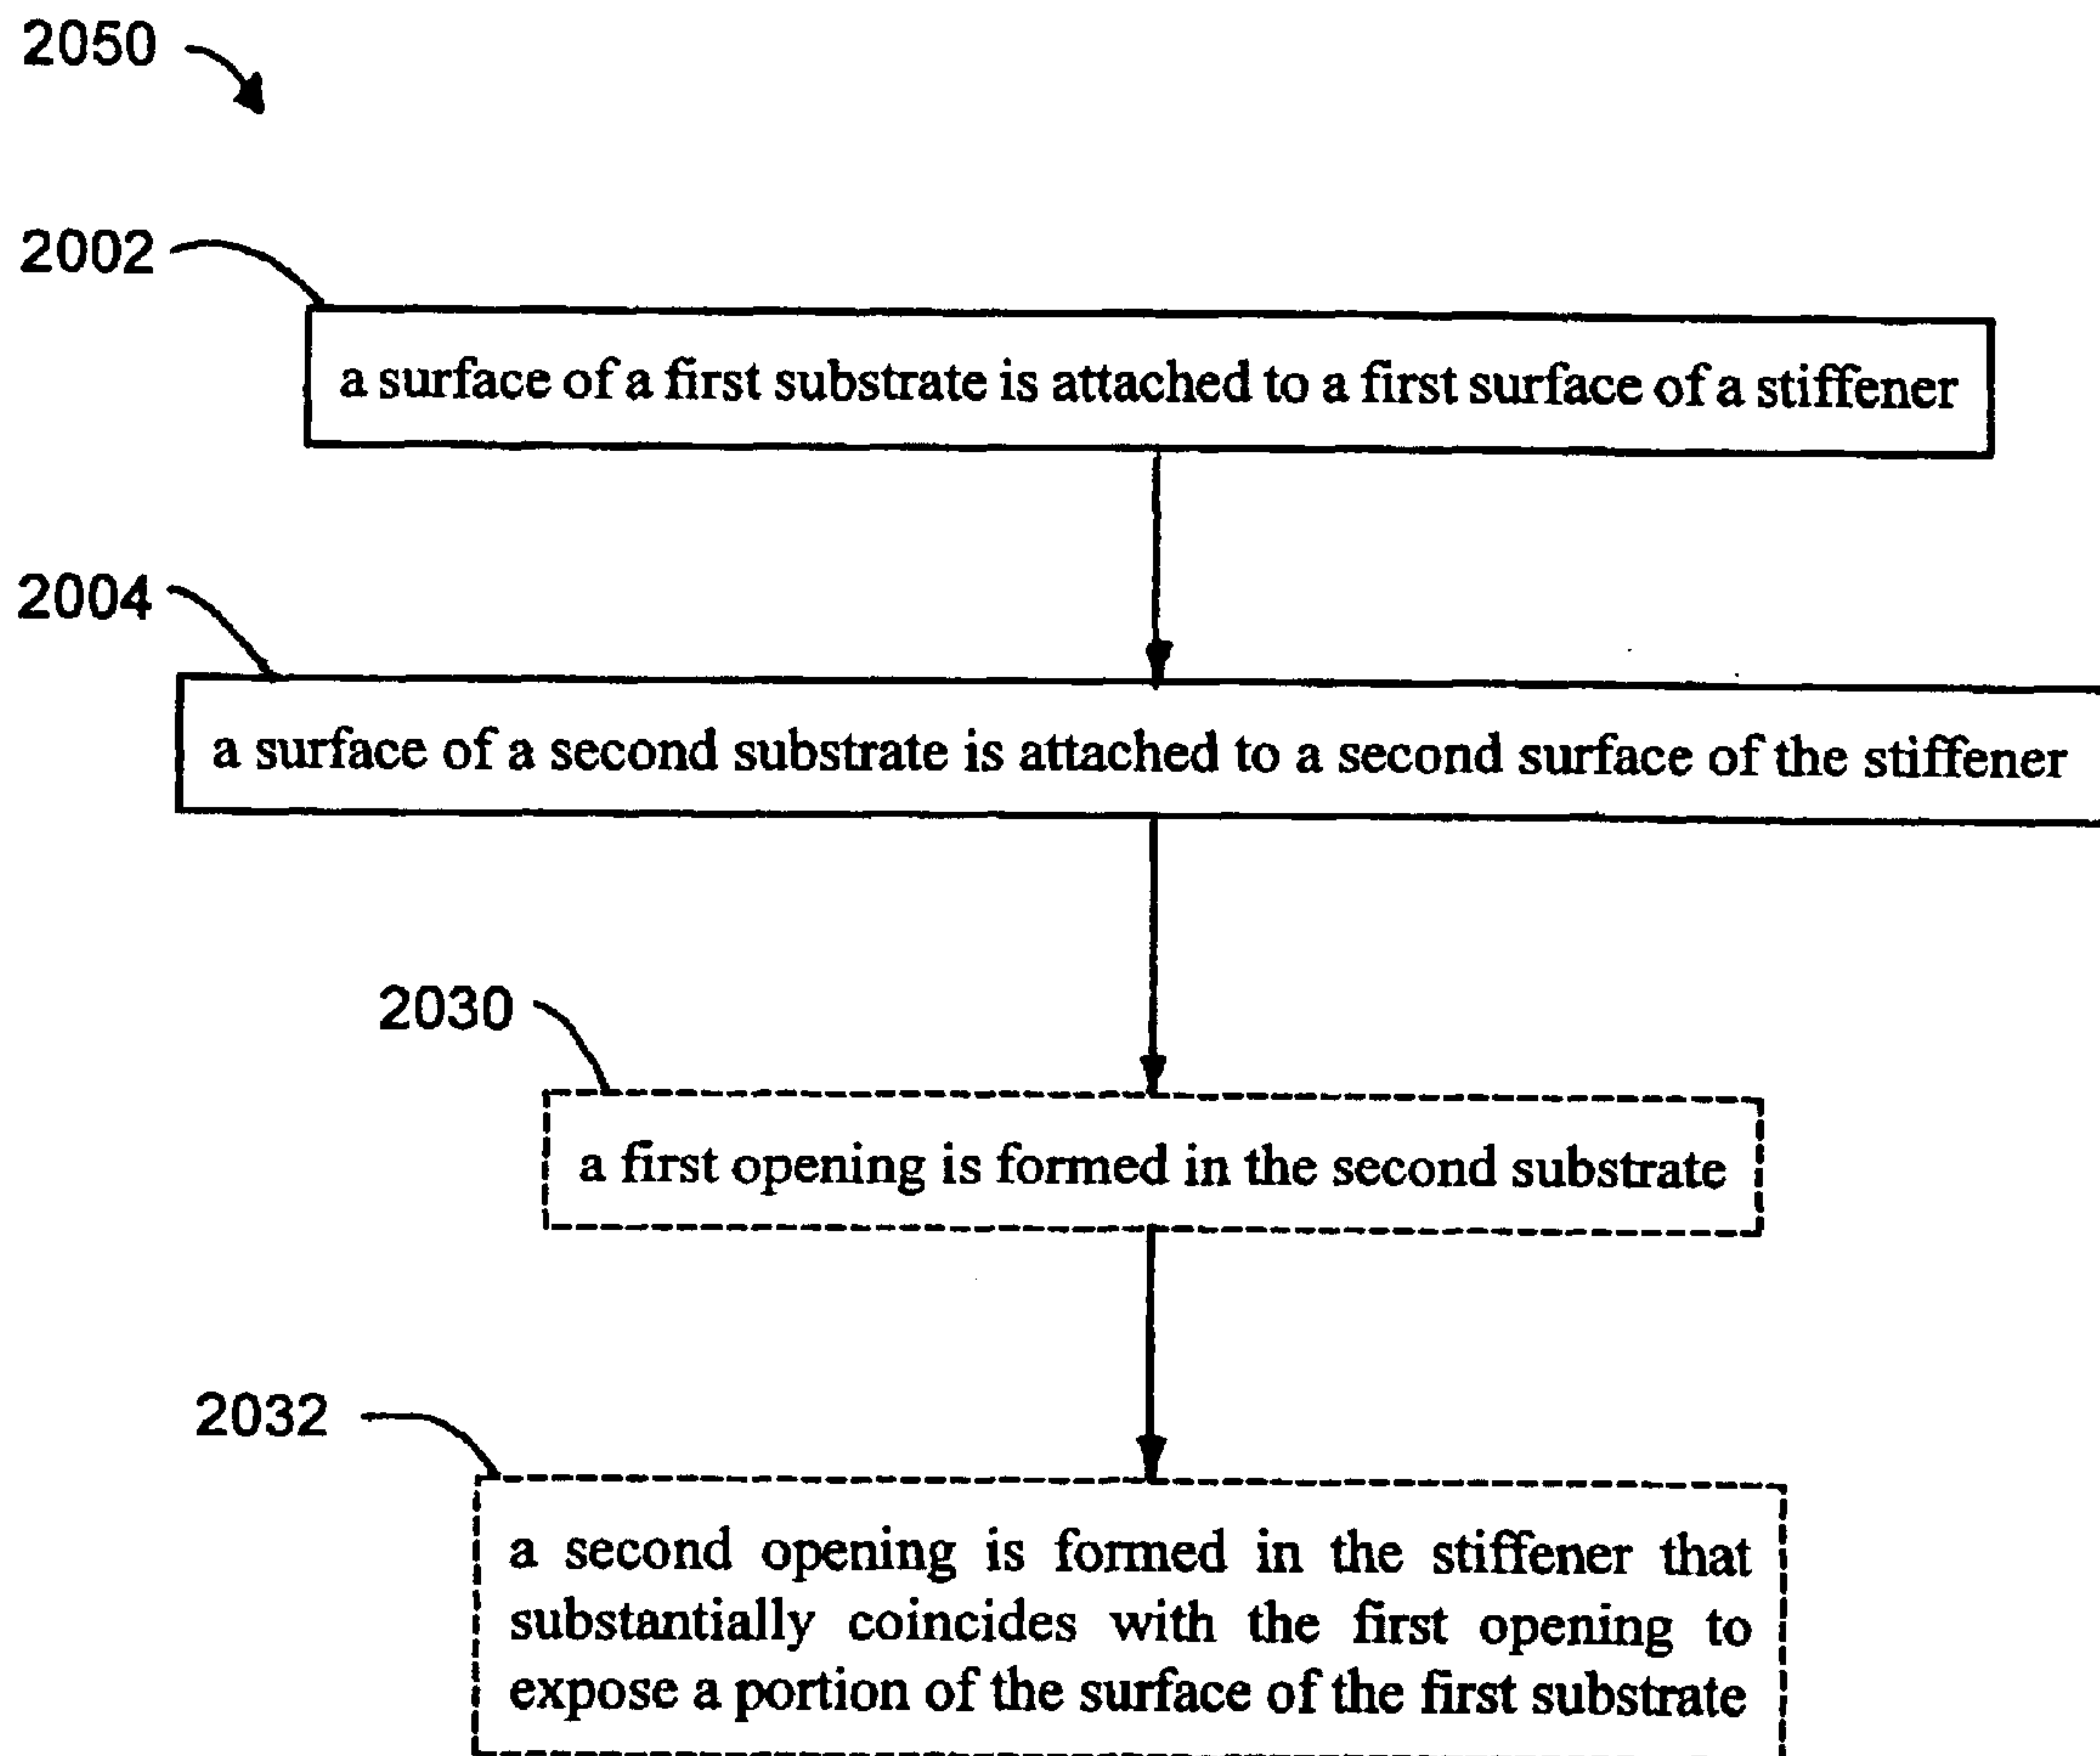 2050
2002
a surface of a first substrate is attached to a first surface of a stiffener
2004
a surface of a second substrate is attached to a second surface of the stiffener
2030
a first opening is formed in the second substrate
2032
a second opening is formed in the stiffener that
substantially coincides with the first opening to
expose a portion of the surface of the first substrate